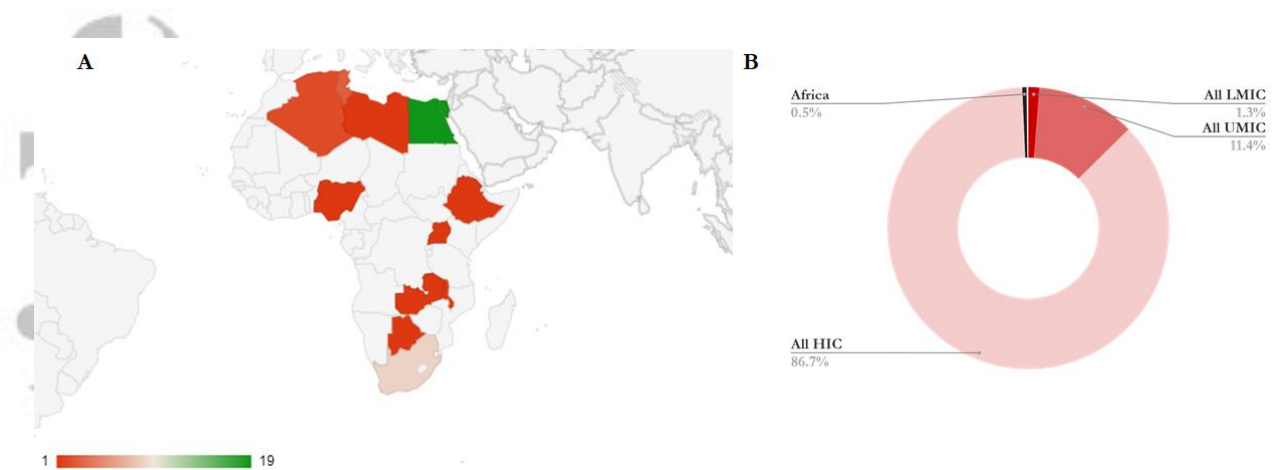 A
B
Africa
0.5%
All LMIC
1.3%
All UMIC
11.4%
All HIC
86.7%
1
19